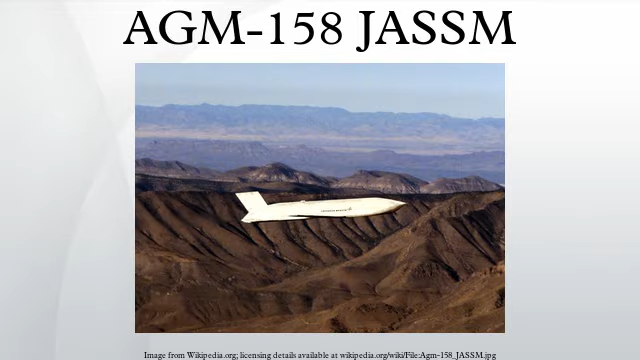 AGM-158 JASSM
Image from Wikipedia.org; licensing details available at wikipedia.org/wiki/File:Agm-158_JASSM.jpg